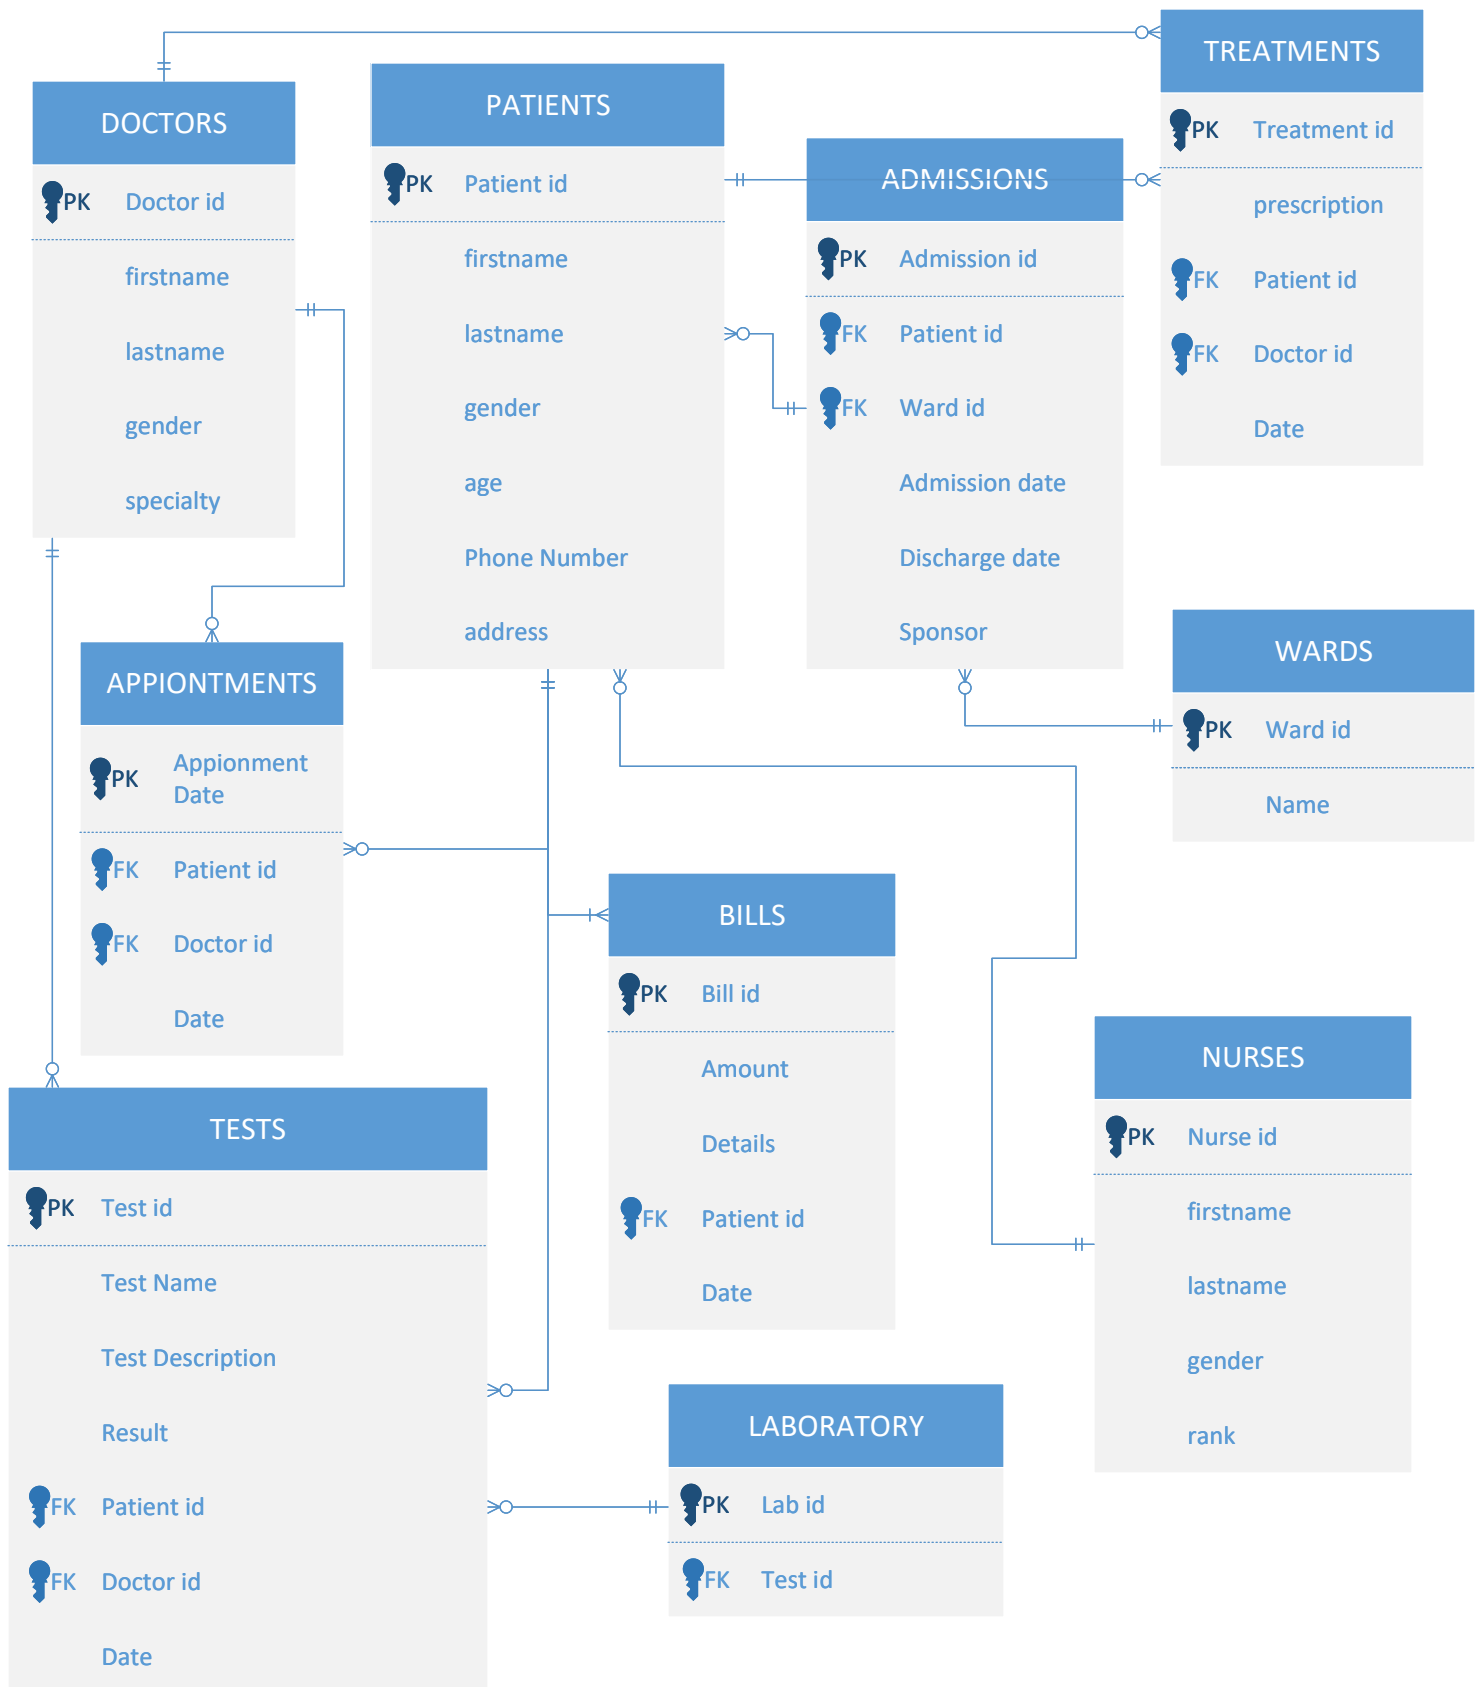 DOCTORS
PK Doctor id
firstname
lastname
gender
specialty
PATIENTS
PK Patient id
firstname
lastname
gender
age
Phone Number
address
ADMISSIONS
PK Admission id
FK Patient id
FK Ward id
Admission date
Discharge date
Sponsor
TREATMENTS
PK Treatment id
prescription
FK Patient id
FK Doctor id
Date
WARDS
PK Ward id
Name
APPIONTMENTS
PK Appionment
Date
FK Patient id
FK Doctor id
Date
BILLS
PK Bill id
Amount
Details
FK Patient id
Date
NURSES
PK Nurse id
firstname
lastname
gender
rank
TESTS
PK Test id
Test Name
Test Description
Result
FK Patient id
FK Doctor id
Date
LABORATORY
PK Lab id
FK Test id